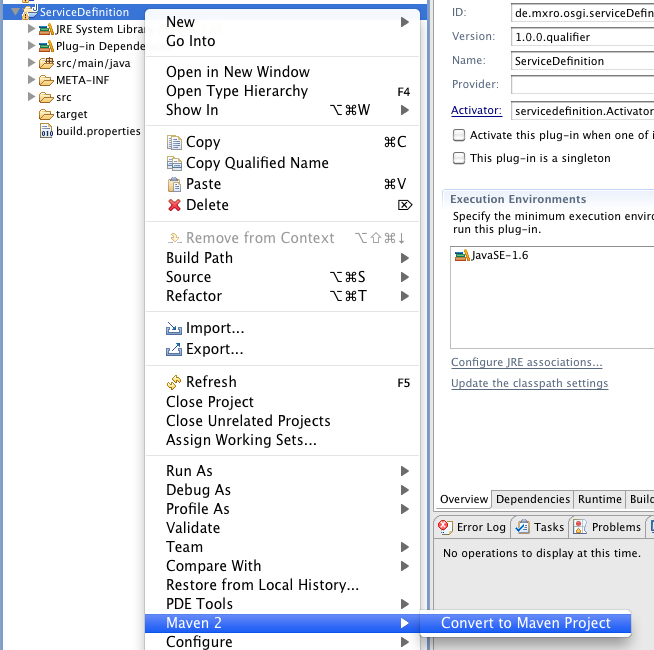 ServiceDefinition
JRE System Librar
Plug-in Depende
src/main/java
META-INF
src
target
build.properties
New
Go Into
Open in New Window
Open Type Hierarchy F4
Show In ⌥⌘W
Copy ⌘C
Copy Qualified Name
Paste ⌘V
Delete ⌦
Remove from Context ⌥⇧⌘↓
Build Path
Source ⌥⌘S
Refactor ⌥⌘T
Import...
Export...
Refresh F5
Close Project
Close Unrelated Projects
Assign Working Sets...
Run As
Debug As
Profile As
Validate
Team
Compare With
Restore from Local History...
PDE Tools
Maven 2
Configure
Convert to Maven Project
ID: de.mxro.osgi.serviceDefin
Version: 1.0.0.qualifier
Name: ServiceDefinition
Provider:
Activator: servicedefinition.Activator
Activate this plug-in when one of i
This plug-in is a singleton
Execution Environments
Specify the minimum execution enviro
run this plug-in.
JavaSE-1.6
Configure JRE associations...
Update the classpath settings
Overview Dependencies Runtime Build
Error Log Tasks Problems
No operations to display at this time.